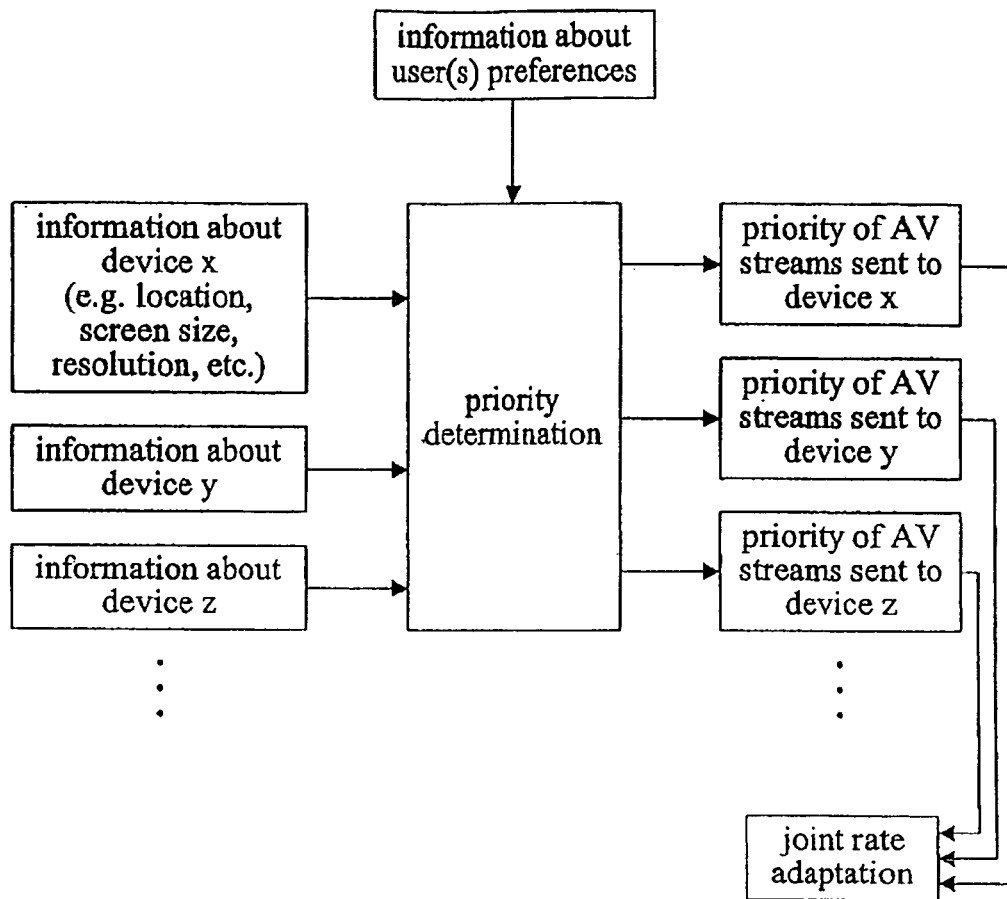 information about
user(s) preferences
information about
device x
(e.g. location,
screen size,
resolution, etc.)
information about
device y
information about
device z
priority
determination
priority of AV
streams sent to
device x
priority of AV
streams sent to
device y
priority of AV
streams sent to
device z
joint rate
adaptation